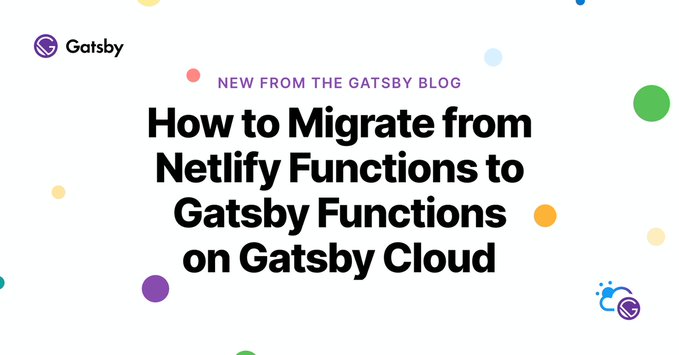 Gatsby
NEW FROM THE GATSBY BLOG
How to Migrate from
Netlify Functions to
Gatsby Functions
on Gatsby Cloud